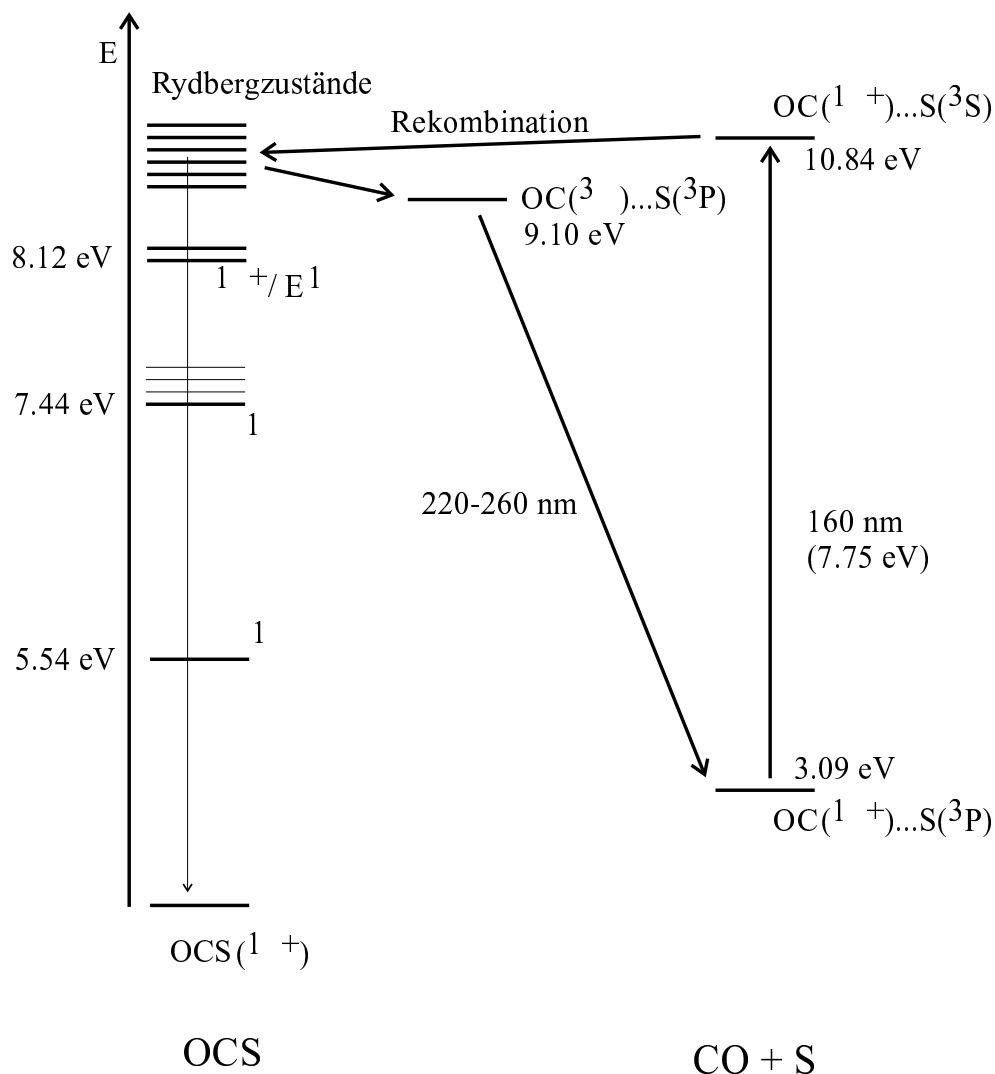 E
Rydbergzustände
OC(¹ ⁺)...S(³S)
Rekombination
10.84 eV
OC(³ )...S(³P)
9.10 eV
8.12 eV
¹ ⁺/ E¹
7.44 eV
1
220-260 nm
160 nm
(7.75 eV)
1
5.54 eV
3.09 eV
OC(¹ ⁺)...S(³P)
OCS(¹ ⁺)
OCS
CO + S